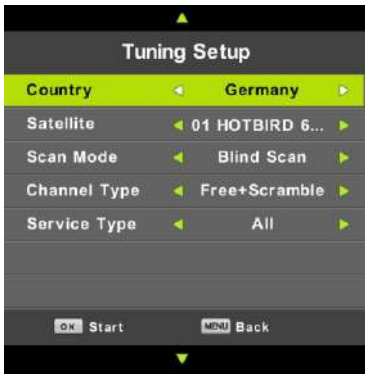 Tuning Setup
Country Germany
Satellite 01 HOTBIRD 6...
Scan Mode Blind Scan
Channel Type Free+Scramble
Service Type All
OK Start MENU Back